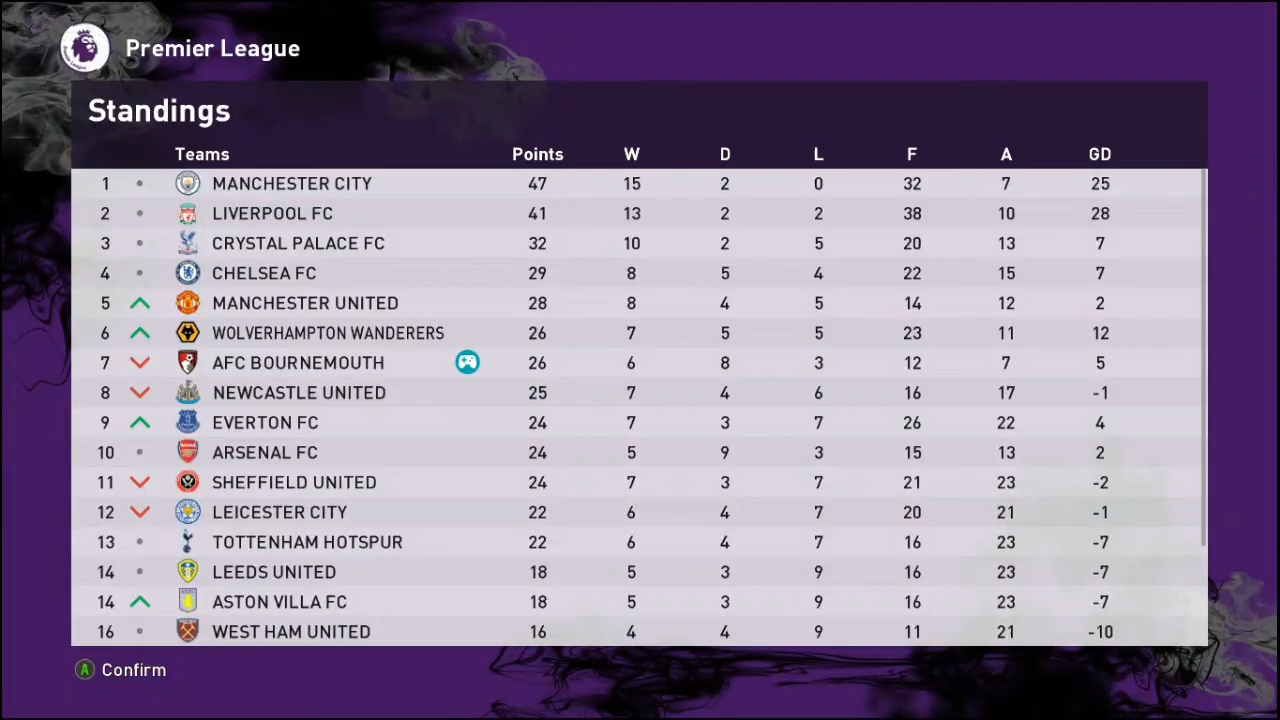 Premier League
Standings
Teams Points W D L F A GD
1 MANCHESTER CITY 47 15 2 0 32 7 25
2 LIVERPOOL FC 41 13 2 2 38 10 28
3 CRYSTAL PALACE FC 32 10 2 5 20 13 7
4 CHELSEA FC 29 8 5 4 22 15 7
5 MANCHESTER UNITED 28 8 4 5 14 12 2
6 WOLVERHAMPTON WANDERERS 26 7 5 5 23 11 12
7 AFC BOURNEMOUTH 26 6 8 3 12 7 5
8 NEWCASTLE UNITED 25 7 4 6 16 17 -1
9 EVERTON FC 24 7 3 7 26 22 4
10 ARSENAL FC 24 5 9 3 15 13 2
11 SHEFFIELD UNITED 24 7 3 7 21 23 -2
12 LEICESTER CITY 22 6 4 7 20 21 -1
13 TOTTENHAM HOTSPUR 22 6 4 7 16 23 -7
14 LEEDS UNITED 18 5 3 9 16 23 -7
14 ASTON VILLA FC 18 5 3 9 16 23 -7
16 WEST HAM UNITED 16 4 4 9 11 21 -10
A Confirm